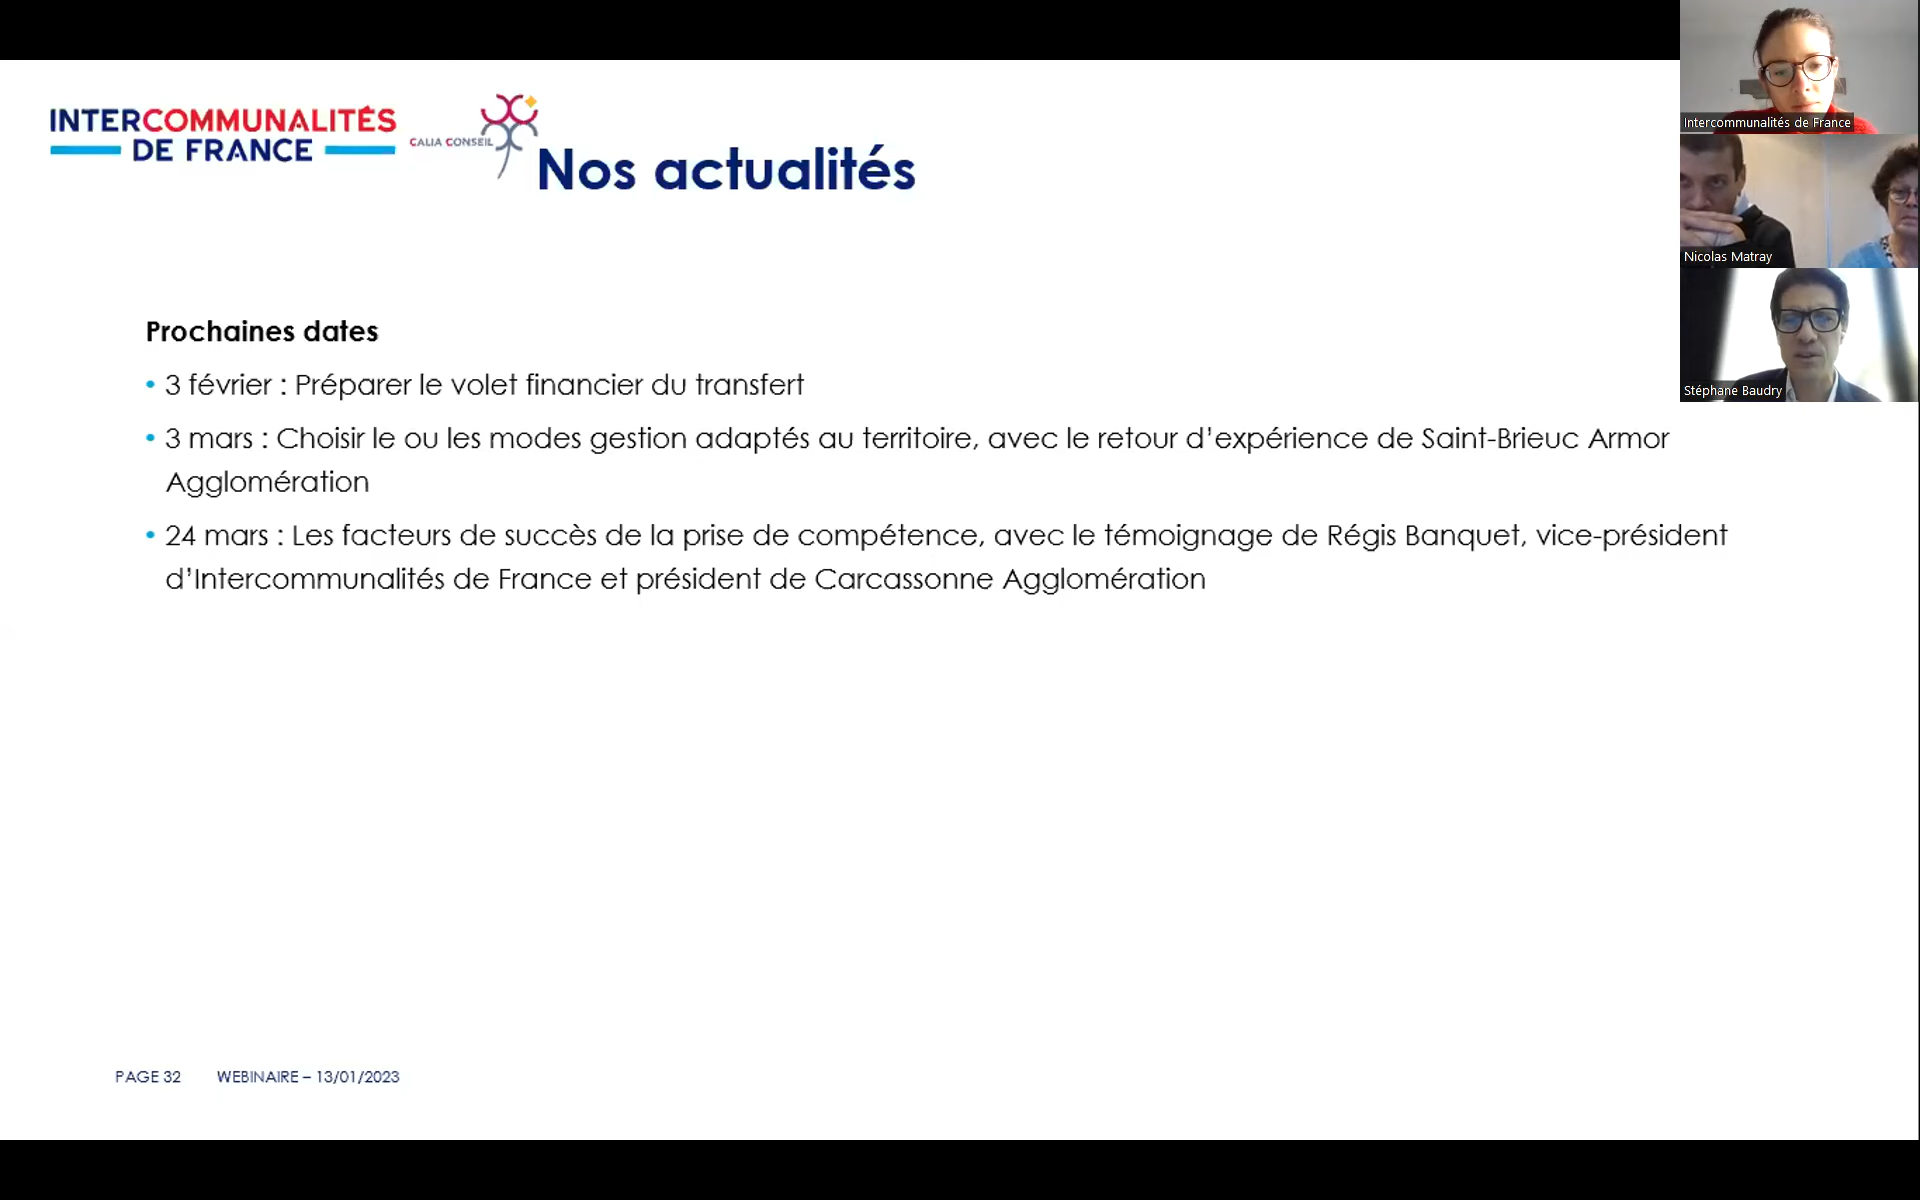 INTERCOMMUNALITÉS
DE FRANCE
CALIA CONSEIL
Nos actualités
Intercommunalités de France
Nicolas Matray
Stéphane Baudry
Prochaines dates
• 3 février : Préparer le volet financier du transfert
• 3 mars : Choisir le ou les modes gestion adaptés au territoire, avec le retour d’expérience de Saint-Brieuc Armor
Agglomération
• 24 mars : Les facteurs de succès de la prise de compétence, avec le témoignage de Régis Banquet, vice-président
d’Intercommunalités de France et président de Carcassonne Agglomération
PAGE 32 WEBINAIRE – 13/01/2023